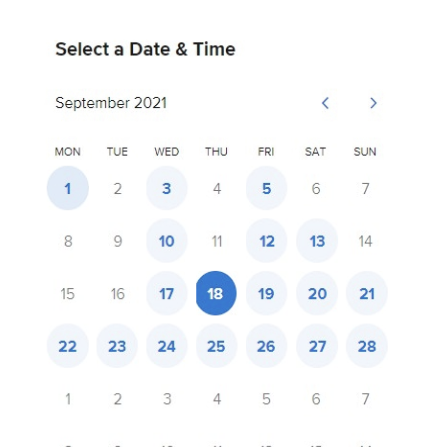 Select a Date & Time
September 2021
MON TUE WED THU FRI SAT SUN
1 2 3 4 5 6 7
8 9 10 11 12 13 14
15 16 17 18 19 20 21
22 23 24 25 26 27 28
1 2 3 4 5 6 7